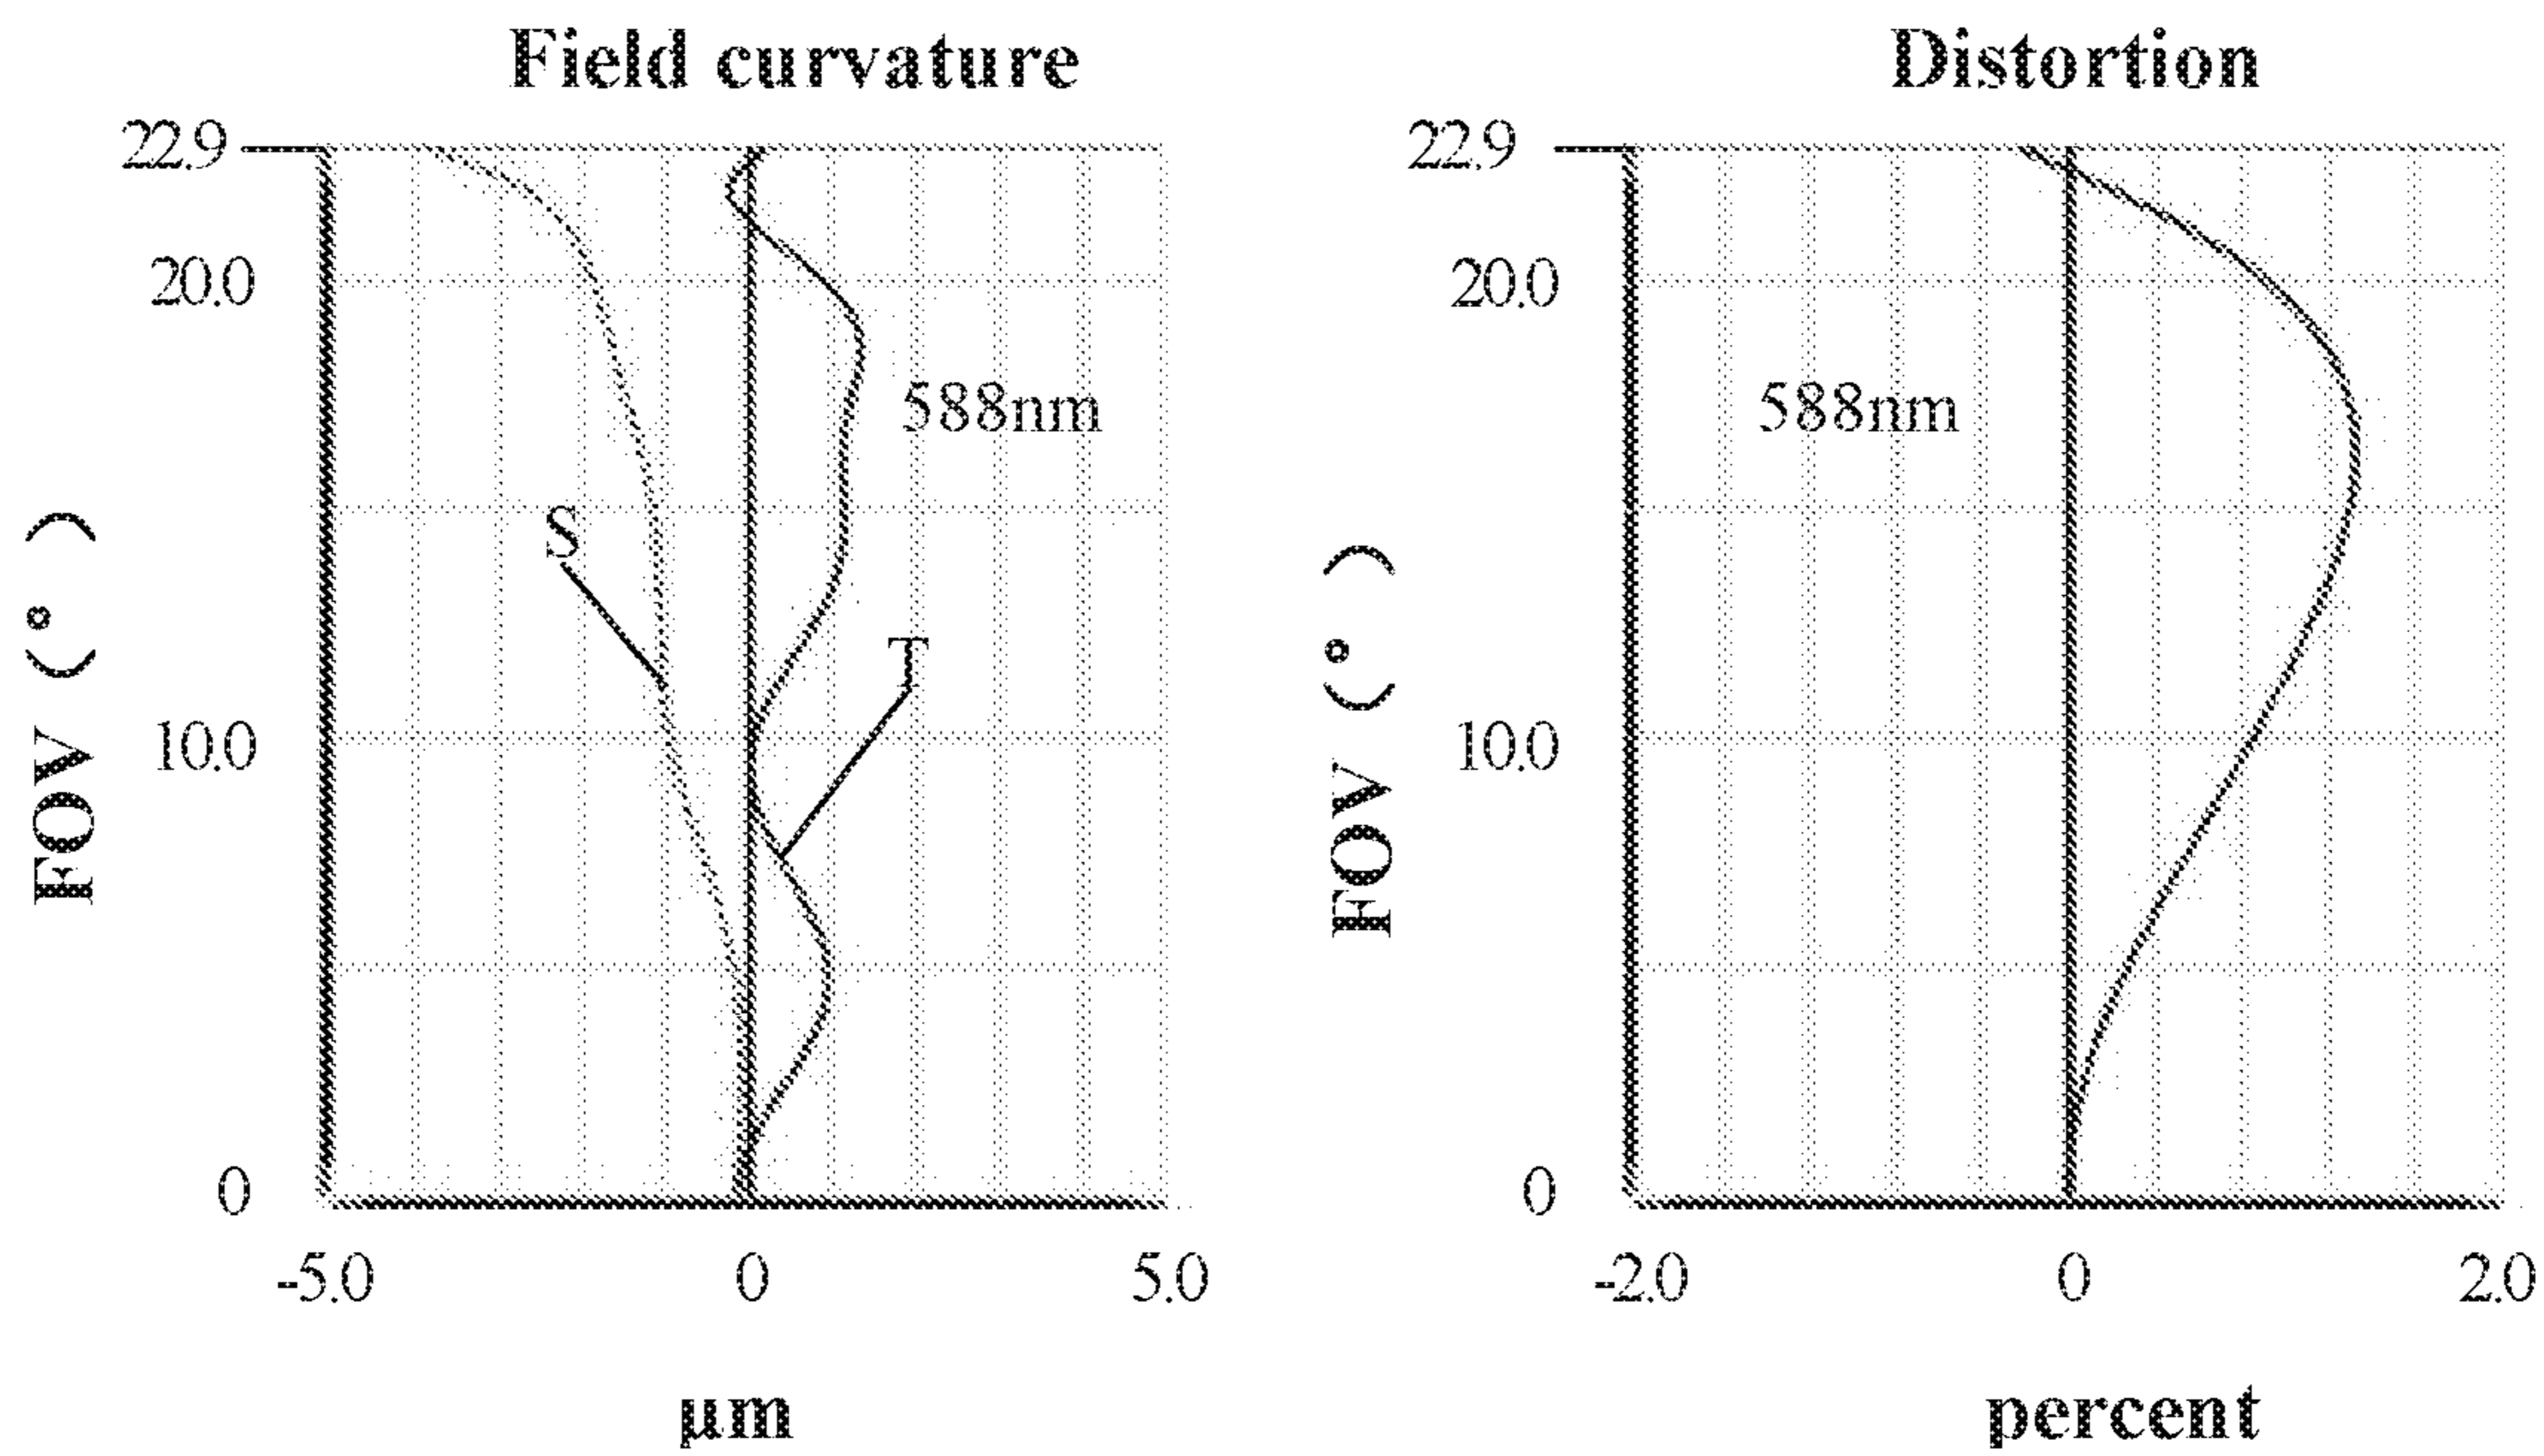 Field curvature
22.9
20.0
10.0
0
FOV (°)
S
T
588nm
-5.0 0 5.0
µm
Distortion
22.9
20.0
10.0
0
FOV (°)
588nm
-2.0 0 2.0
percent